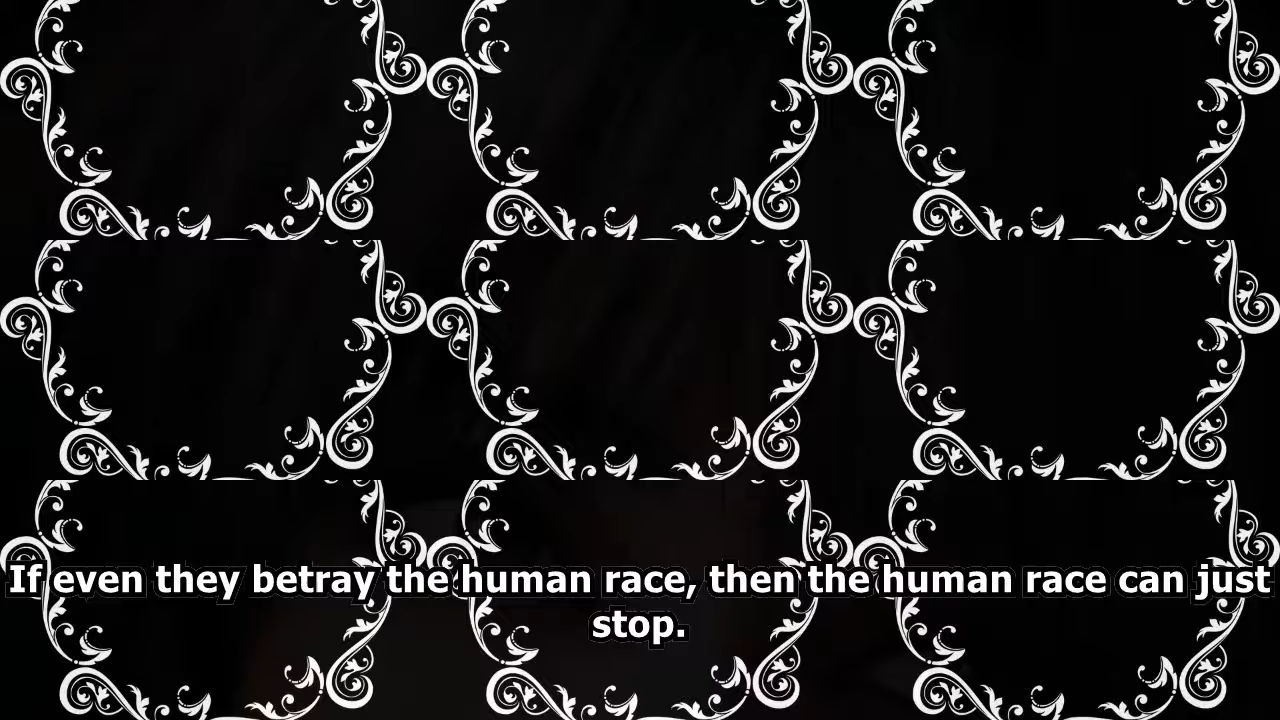 If even they betray the human race, then the human race can just
stop.